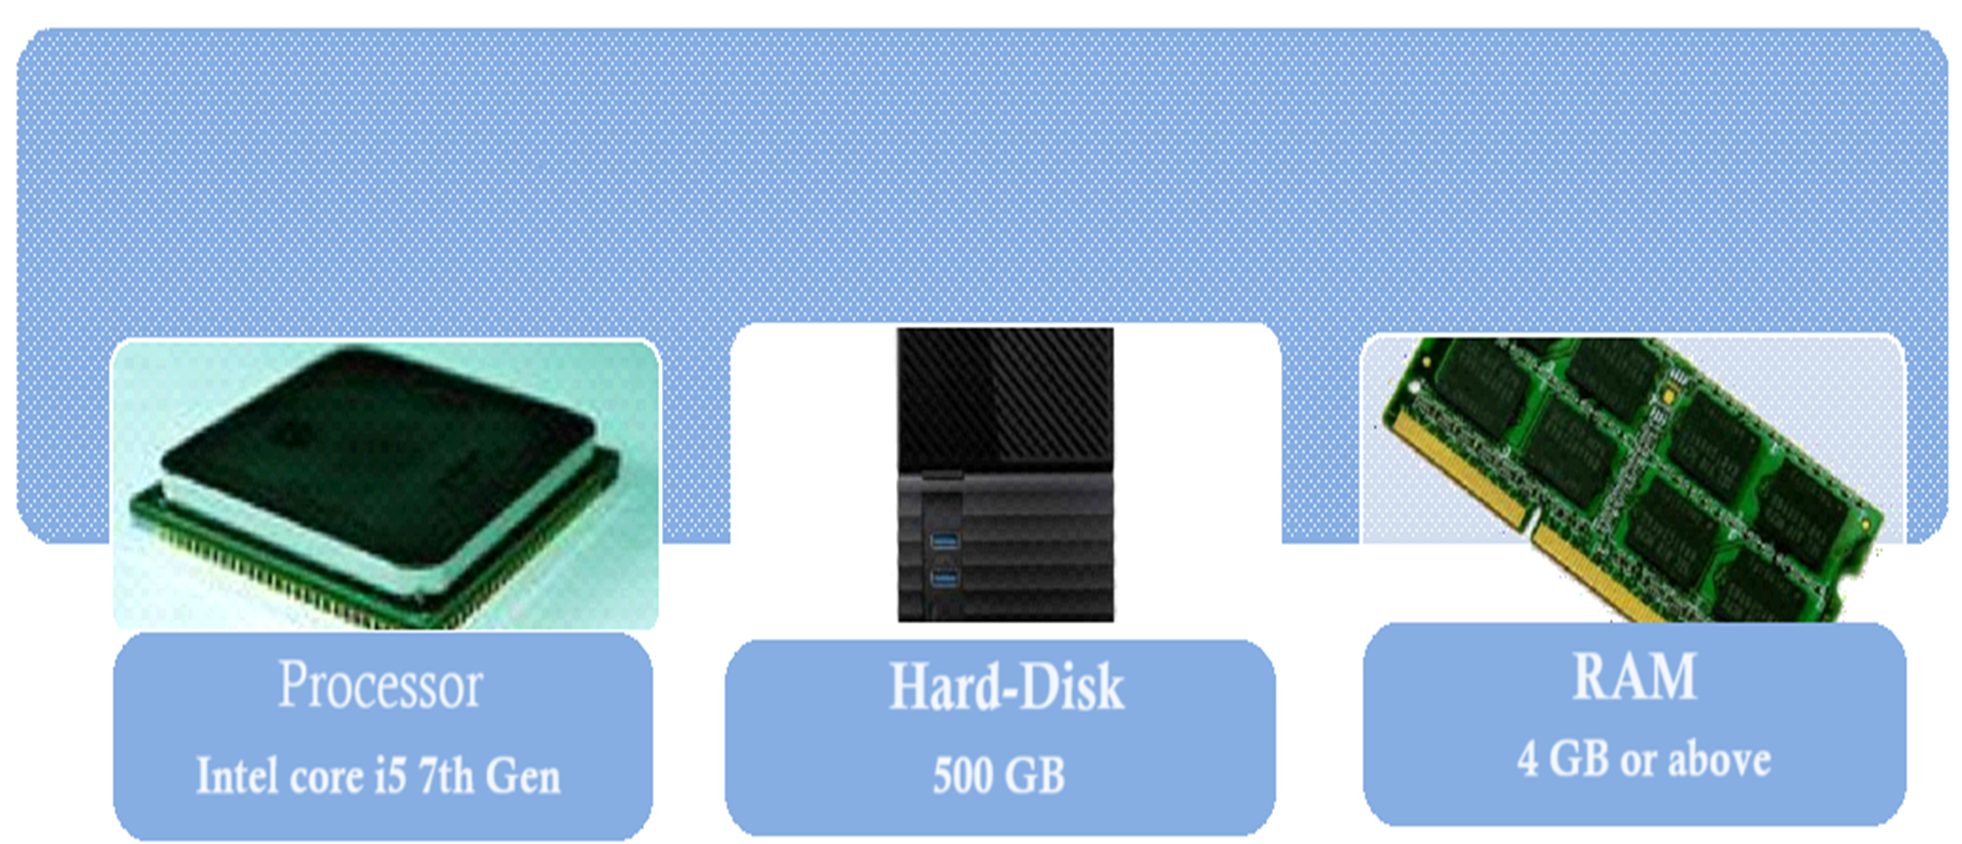 Processor
Intel core i5 7th Gen
Hard-Disk
500 GB
RAM
4 GB or above